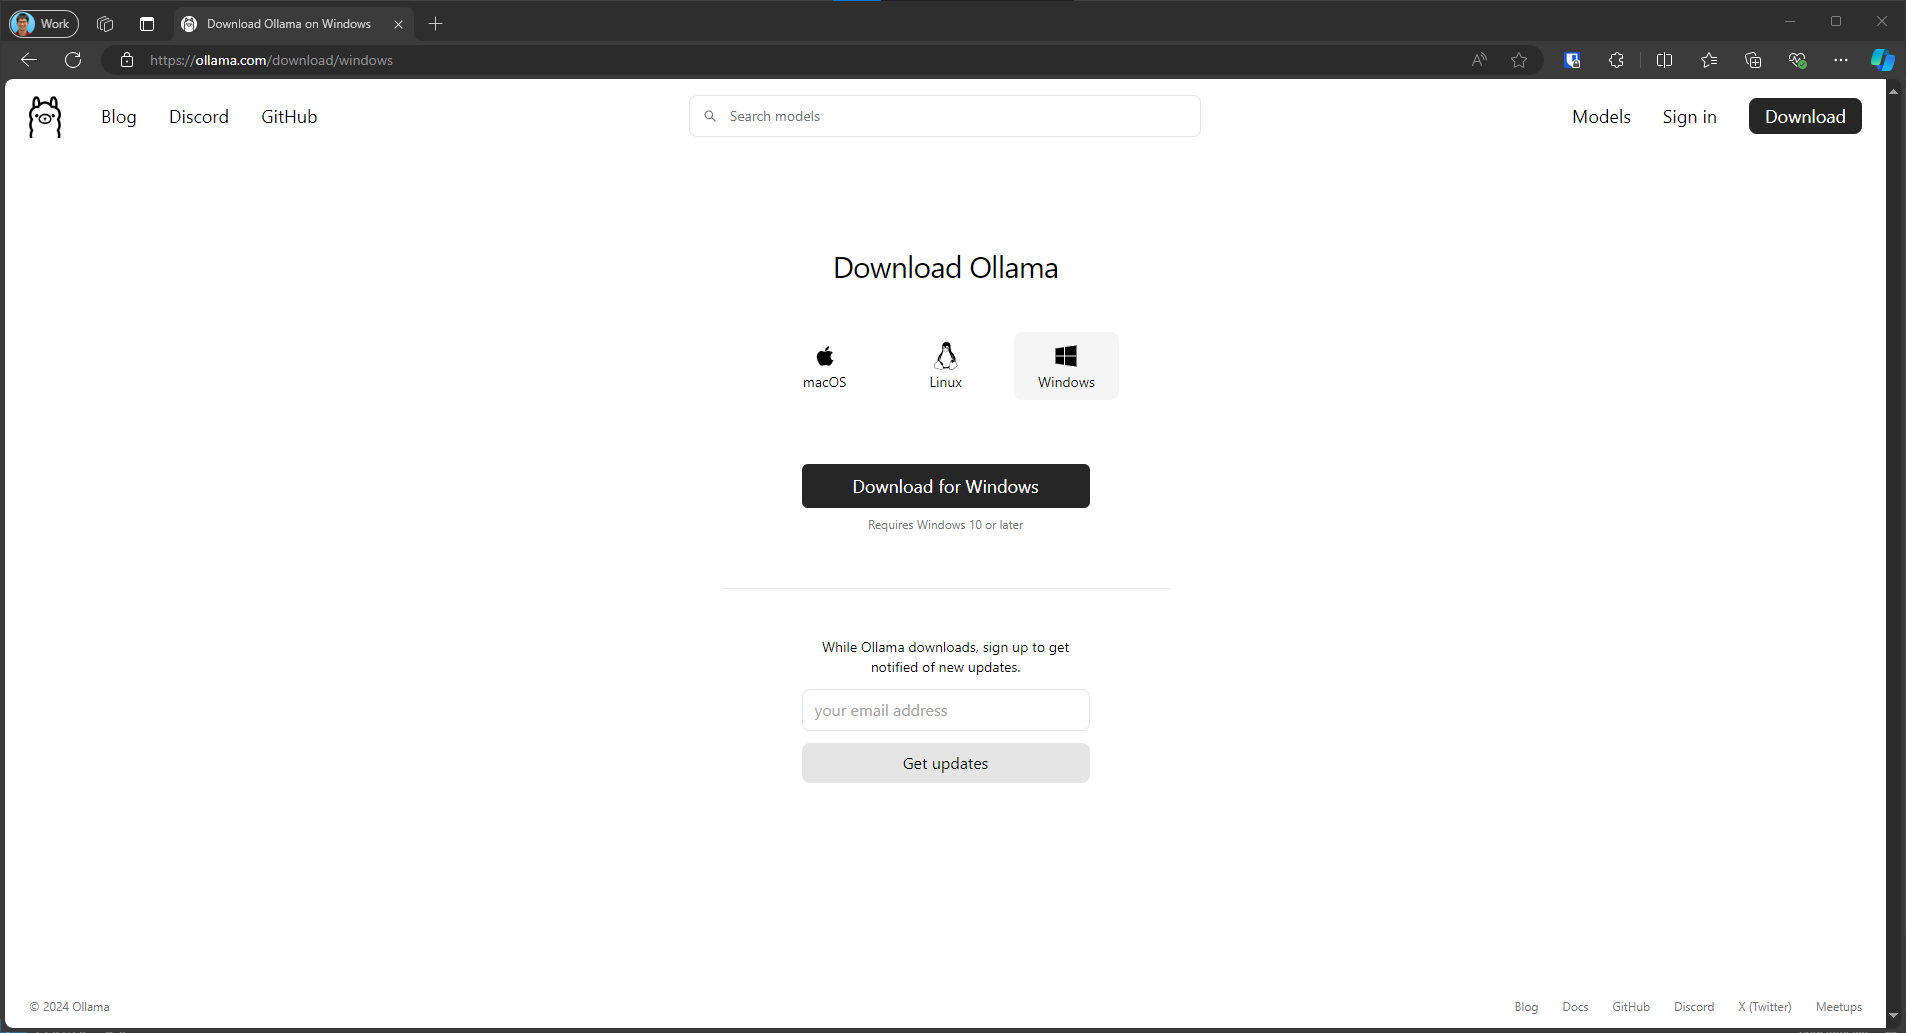 Work
Download Ollama on Windows
https://ollama.com/download/windows
Blog Discord GitHub
Search models
Models Sign in Download
Download Ollama
macOS Linux Windows
Download for Windows
Requires Windows 10 or later
While Ollama downloads, sign up to get
notified of new updates.
your email address
Get updates
© 2024 Ollama
Blog Docs GitHub Discord X (Twitter) Meetups